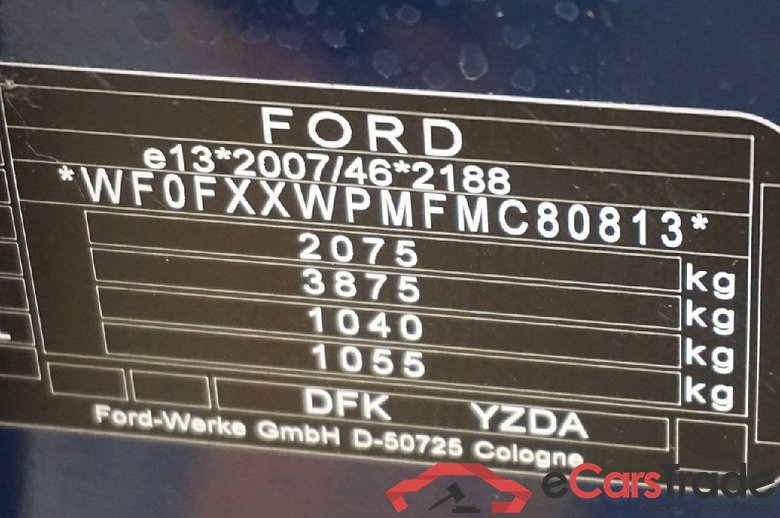 FORD
e13*2007/46*2188
*WF0FXXWPMFMC80813*
2075 kg
3875 kg
1040 kg
1055 kg
DFK YZDA
Ford-Werke GmbH D-50725 Cologne
eCarsTrade